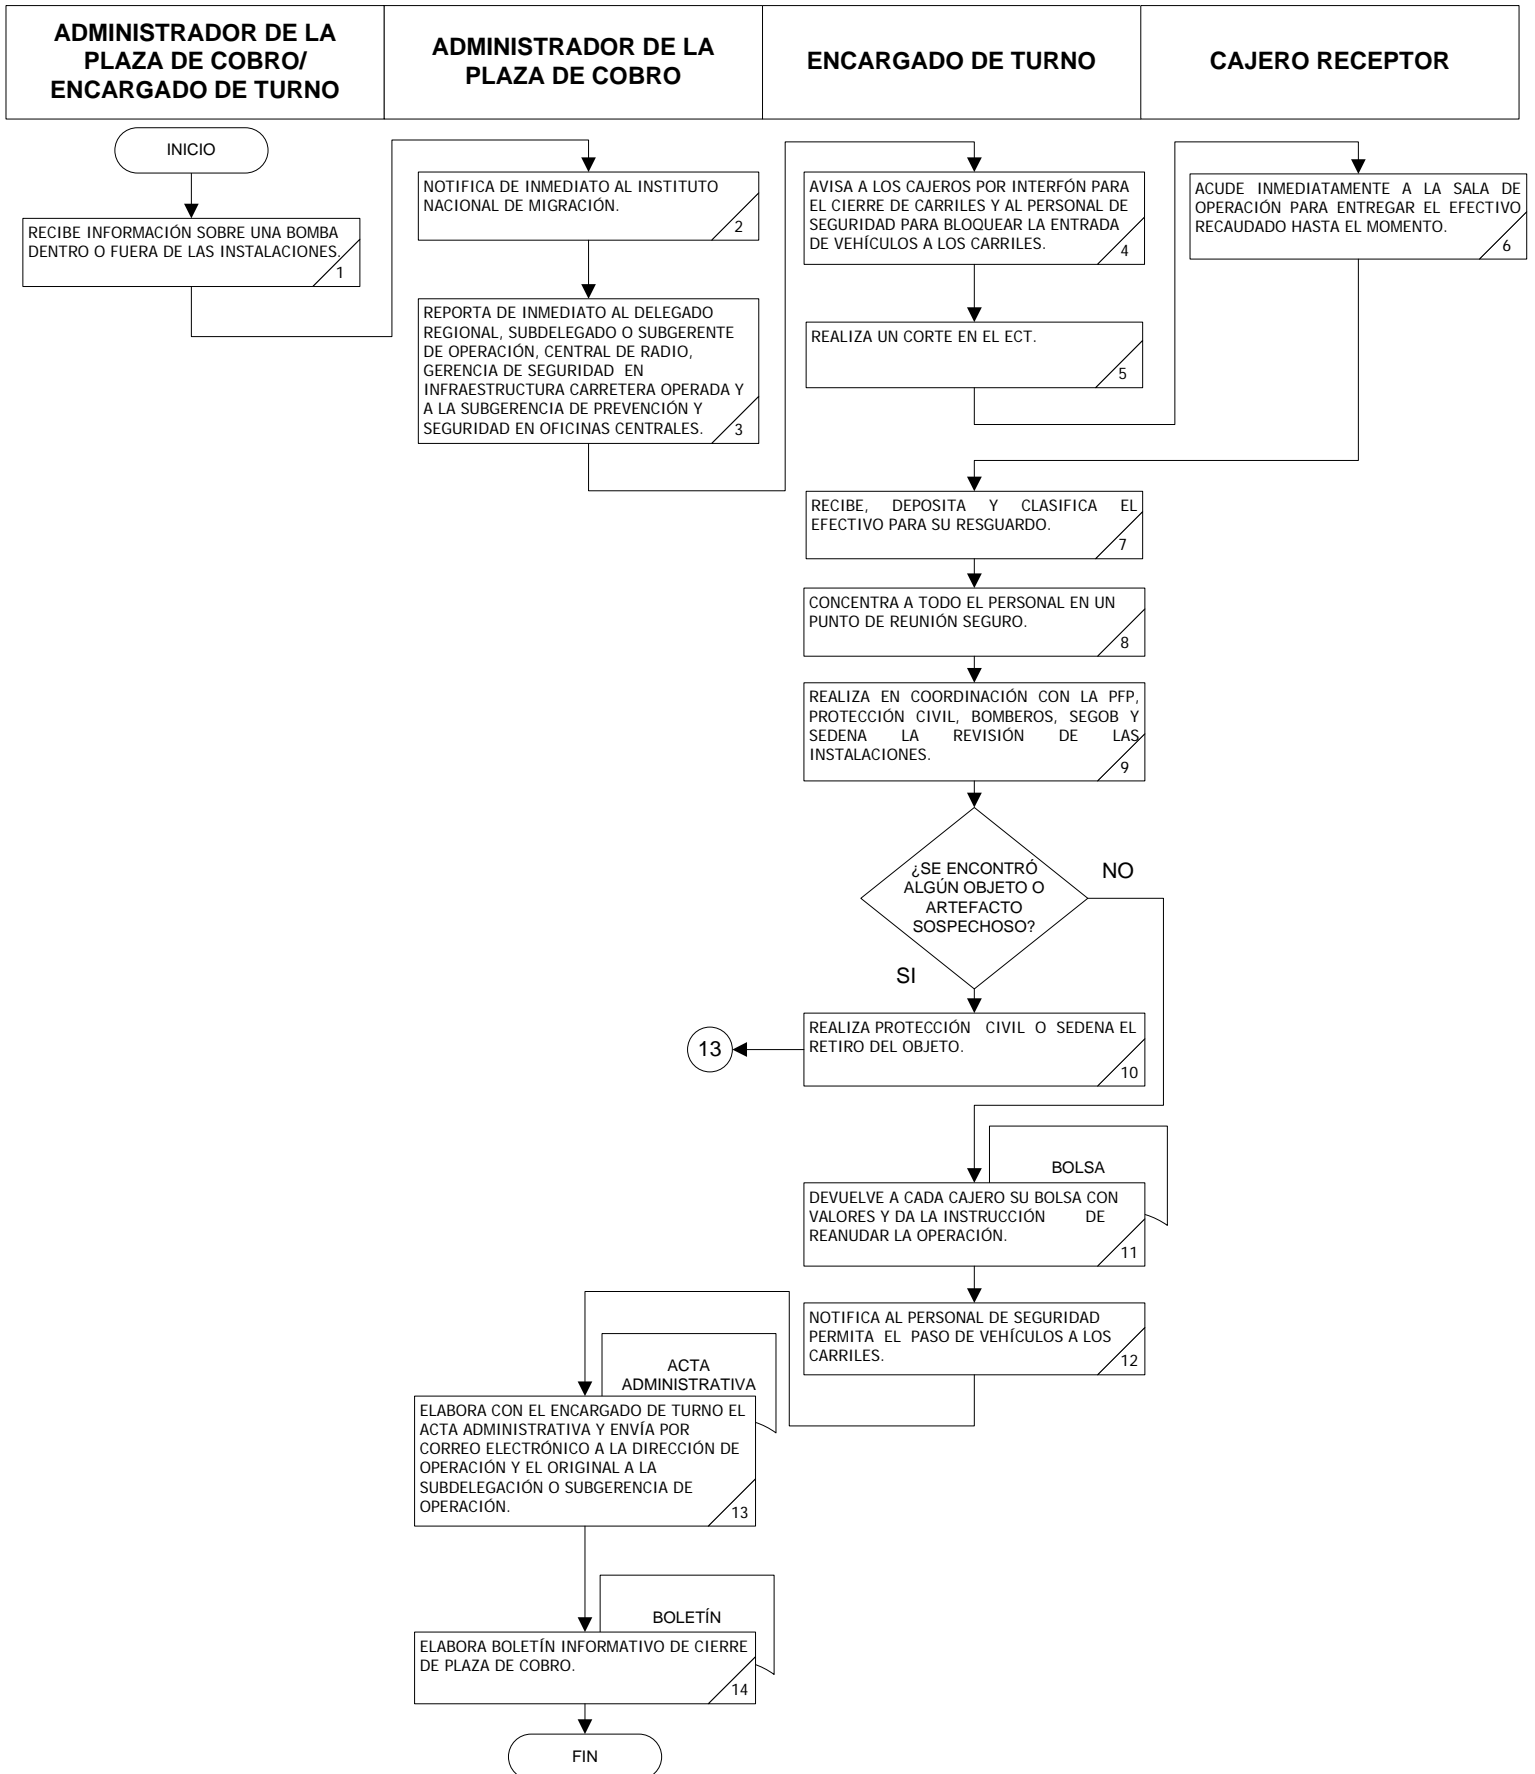 ADMINISTRADOR DE LA
PLAZA DE COBRO/
ENCARGADO DE TURNO
ADMINISTRADOR DE LA
PLAZA DE COBRO
ENCARGADO DE TURNO
CAJERO RECEPTOR
INICIO
RECIBE INFORMACIÓN SOBRE UNA BOMBA
DENTRO O FUERA DE LAS INSTALACIONES.
1
NOTIFICA DE INMEDIATO AL INSTITUTO
NACIONAL DE MIGRACIÓN.
2
REPORTA DE INMEDIATO AL DELEGADO
REGIONAL, SUBDELEGADO O SUBGERENTE
DE OPERACIÓN, CENTRAL DE RADIO,
GERENCIA DE SEGURIDAD EN
INFRAESTRUCTURA CARRETERA OPERADA Y
A LA SUBGERENCIA DE PREVENCIÓN Y
SEGURIDAD EN OFICINAS CENTRALES.
3
AVISA A LOS CAJEROS POR INTERFÓN PARA
EL CIERRE DE CARRILES Y AL PERSONAL DE
SEGURIDAD PARA BLOQUEAR LA ENTRADA
DE VEHÍCULOS A LOS CARRILES.
4
REALIZA UN CORTE EN EL ECT.
5
ACUDE INMEDIATAMENTE A LA SALA DE
OPERACIÓN PARA ENTREGAR EL EFECTIVO
RECAUDADO HASTA EL MOMENTO.
6
RECIBE, DEPOSITA Y CLASIFICA EL
EFECTIVO PARA SU RESGUARDO.
7
CONCENTRA A TODO EL PERSONAL EN UN
PUNTO DE REUNIÓN SEGURO.
8
REALIZA EN COORDINACIÓN CON LA PFP,
PROTECCIÓN CIVIL, BOMBEROS, SEGOB Y
SEDENA LA REVISIÓN DE LAS
INSTALACIONES.
9
¿SE ENCONTRÓ
ALGÚN OBJETO O
ARTEFACTO
SOSPECHOSO?
NO
SI
REALIZA PROTECCIÓN CIVIL O SEDENA EL
RETIRO DEL OBJETO.
10
13
BOLSA
DEVUELVE A CADA CAJERO SU BOLSA CON
VALORES Y DA LA INSTRUCCIÓN DE
REANUDAR LA OPERACIÓN.
11
NOTIFICA AL PERSONAL DE SEGURIDAD
PERMITA EL PASO DE VEHÍCULOS A LOS
CARRILES.
12
ACTA
ADMINISTRATIVA
ELABORA CON EL ENCARGADO DE TURNO EL
ACTA ADMINISTRATIVA Y ENVÍA POR
CORREO ELECTRÓNICO A LA DIRECCIÓN DE
OPERACIÓN Y EL ORIGINAL A LA
SUBDELEGACIÓN O SUBGERENCIA DE
OPERACIÓN.
13
BOLETÍN
ELABORA BOLETÍN INFORMATIVO DE CIERRE
DE PLAZA DE COBRO.
14
FIN